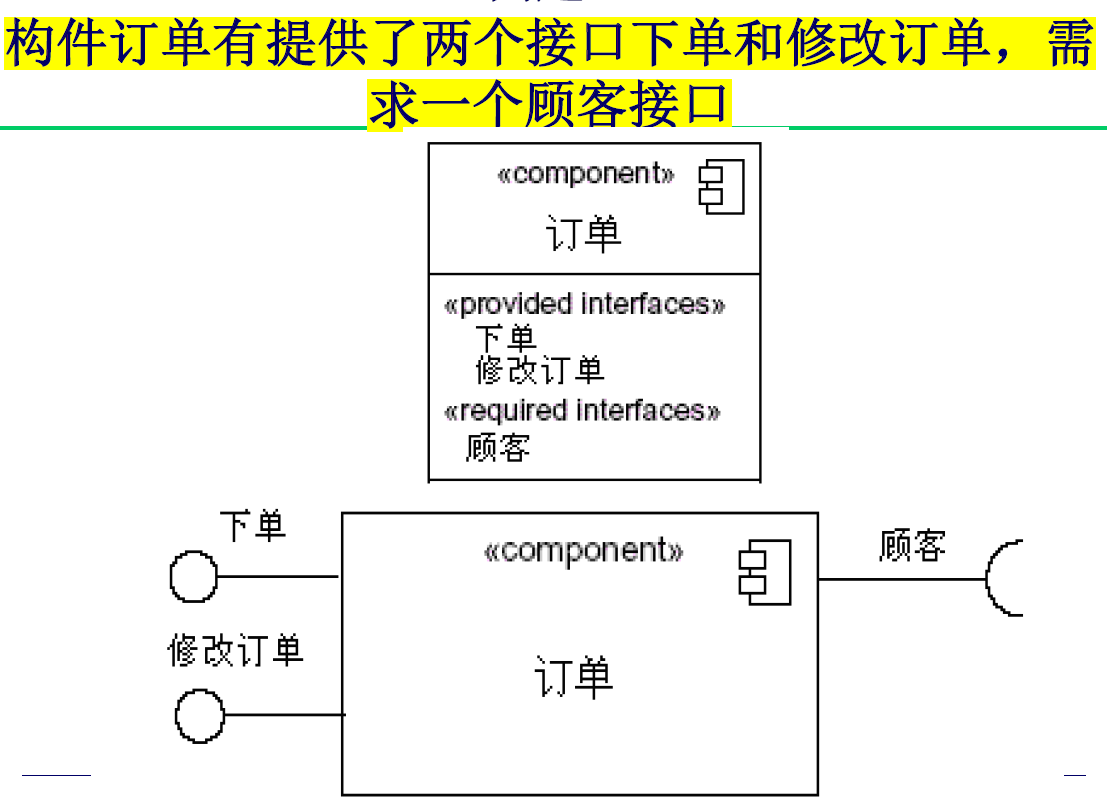 构件订单有提供了两个接口下单和修改订单，需
求一个顾客接口
«component»
订单
«provided interfaces»
下单
修改订单
«required interfaces»
顾客
下单
«component»
顾客
修改订单
订单